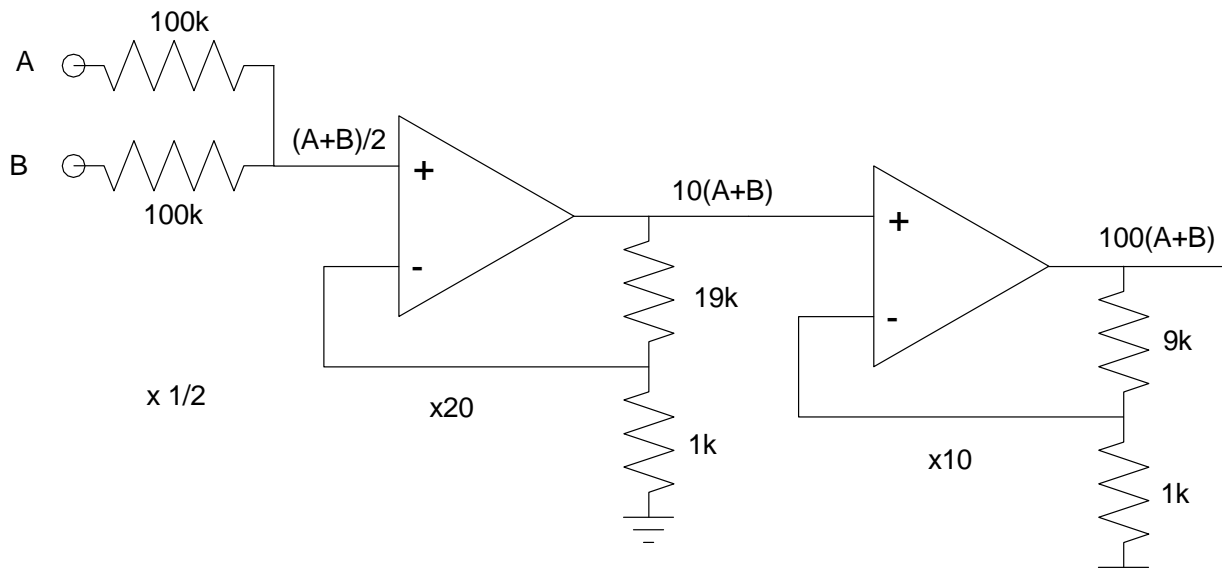 100k
A
B
(A+B)/2
+
100k
-
x 1/2
x20
10(A+B)
19k
1k
+
-
x10
100(A+B)
9k
1k